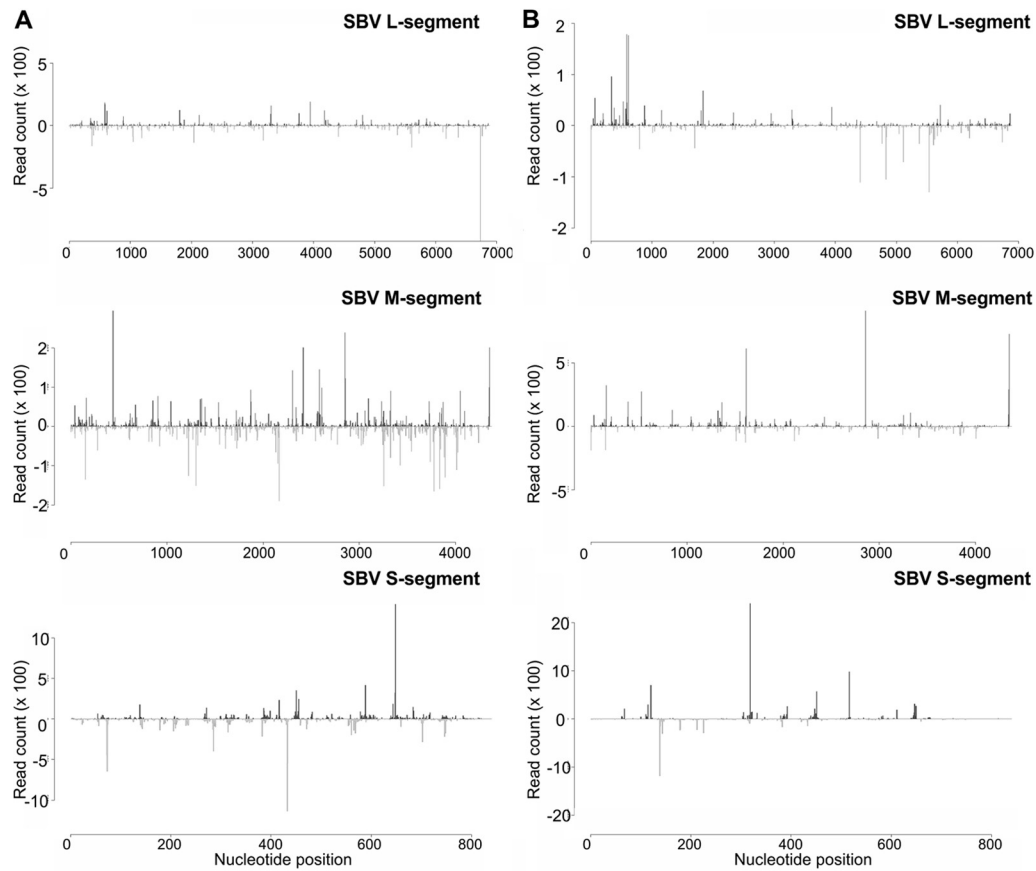 A
SBV L-segment
Read count (x 100)
5
0
-5
0 1000 2000 3000 4000 5000 6000 7000
SBV M-segment
Read count (x 100)
2
1
0
-1
-2
0 1000 2000 3000 4000
SBV S-segment
Read count (x 100)
10
5
0
-5
-10
0 200 400 600 800
Nucleotide position
B
SBV L-segment
Read count (x 100)
2
1
0
-1
-2
0 1000 2000 3000 4000 5000 6000 7000
SBV M-segment
Read count (x 100)
5
0
-5
0 1000 2000 3000 4000
SBV S-segment
Read count (x 100)
20
10
0
-10
-20
0 200 400 600 800
Nucleotide position